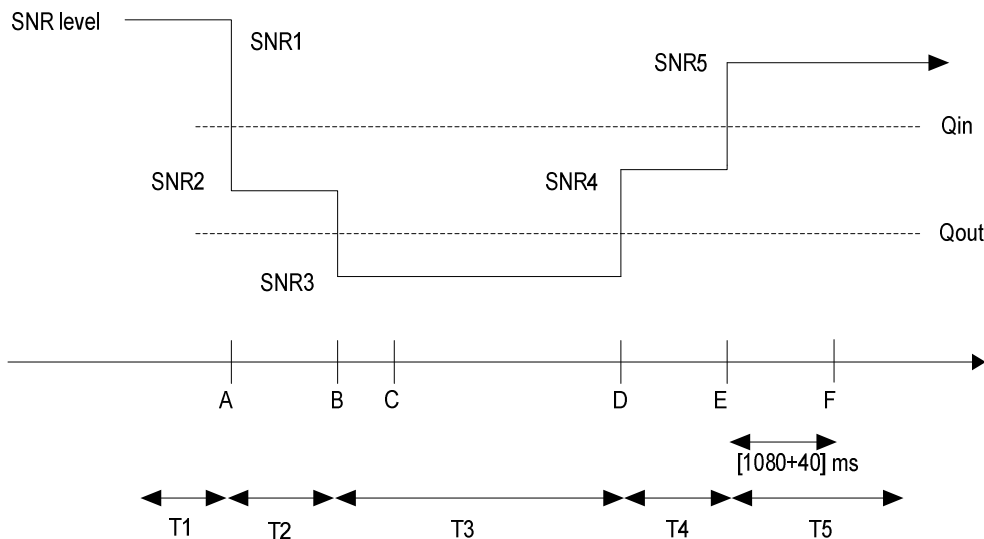 SNR level
SNR1
SNR5
Qin
SNR2
SNR4
Qout
SNR3
A B C D E F
[1080+40] ms
T1 T2 T3 T4 T5